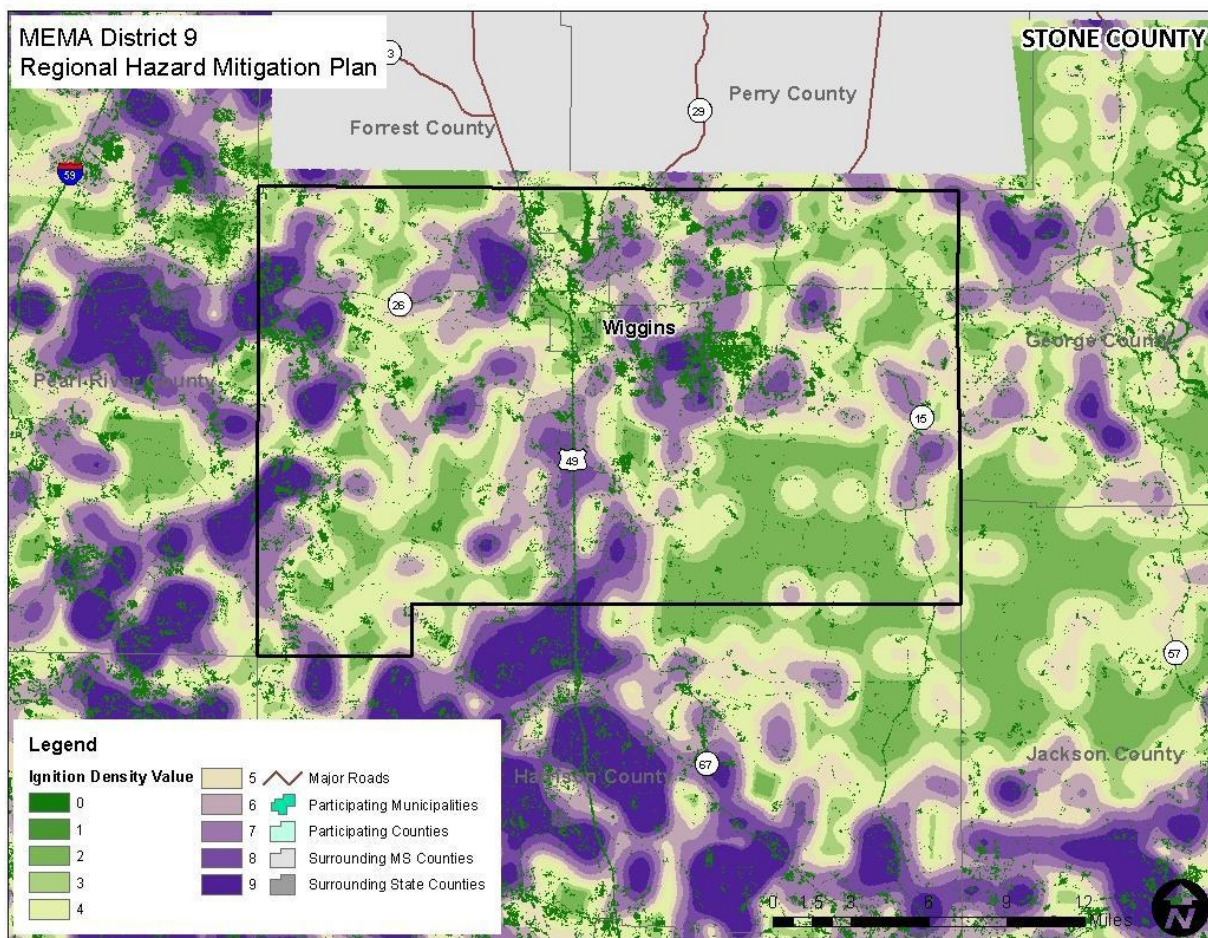 MEMA District 9
Regional Hazard Mitigation Plan
STONE COUNTY
3
Perry County
29
Forrest County
59
26
Wiggins
George County
Pearl River County
15
49
57
Jackson County
67
Harrison County
Legend
Ignition Density Value
0
1
2
3
4
5
6
7
8
9
Major Roads
Participating Municipalities
Participating Counties
Surrounding MS Counties
Surrounding State Counties
0 1.5 3 6 9 12
Miles
N